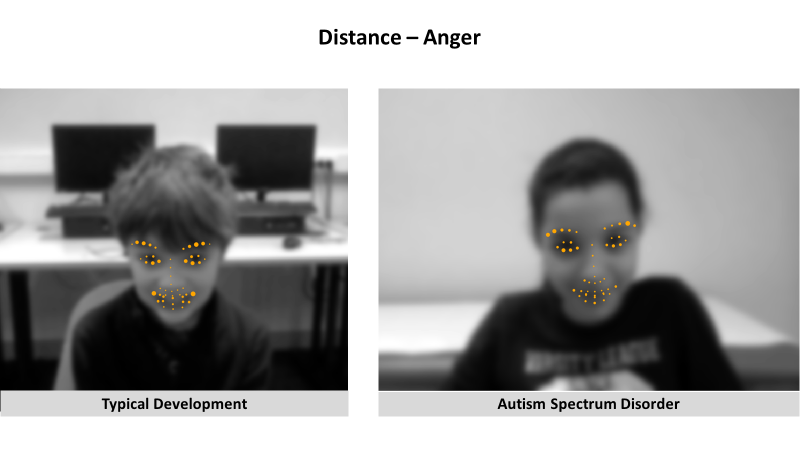 Distance – Anger
Typical Development
Autism Spectrum Disorder